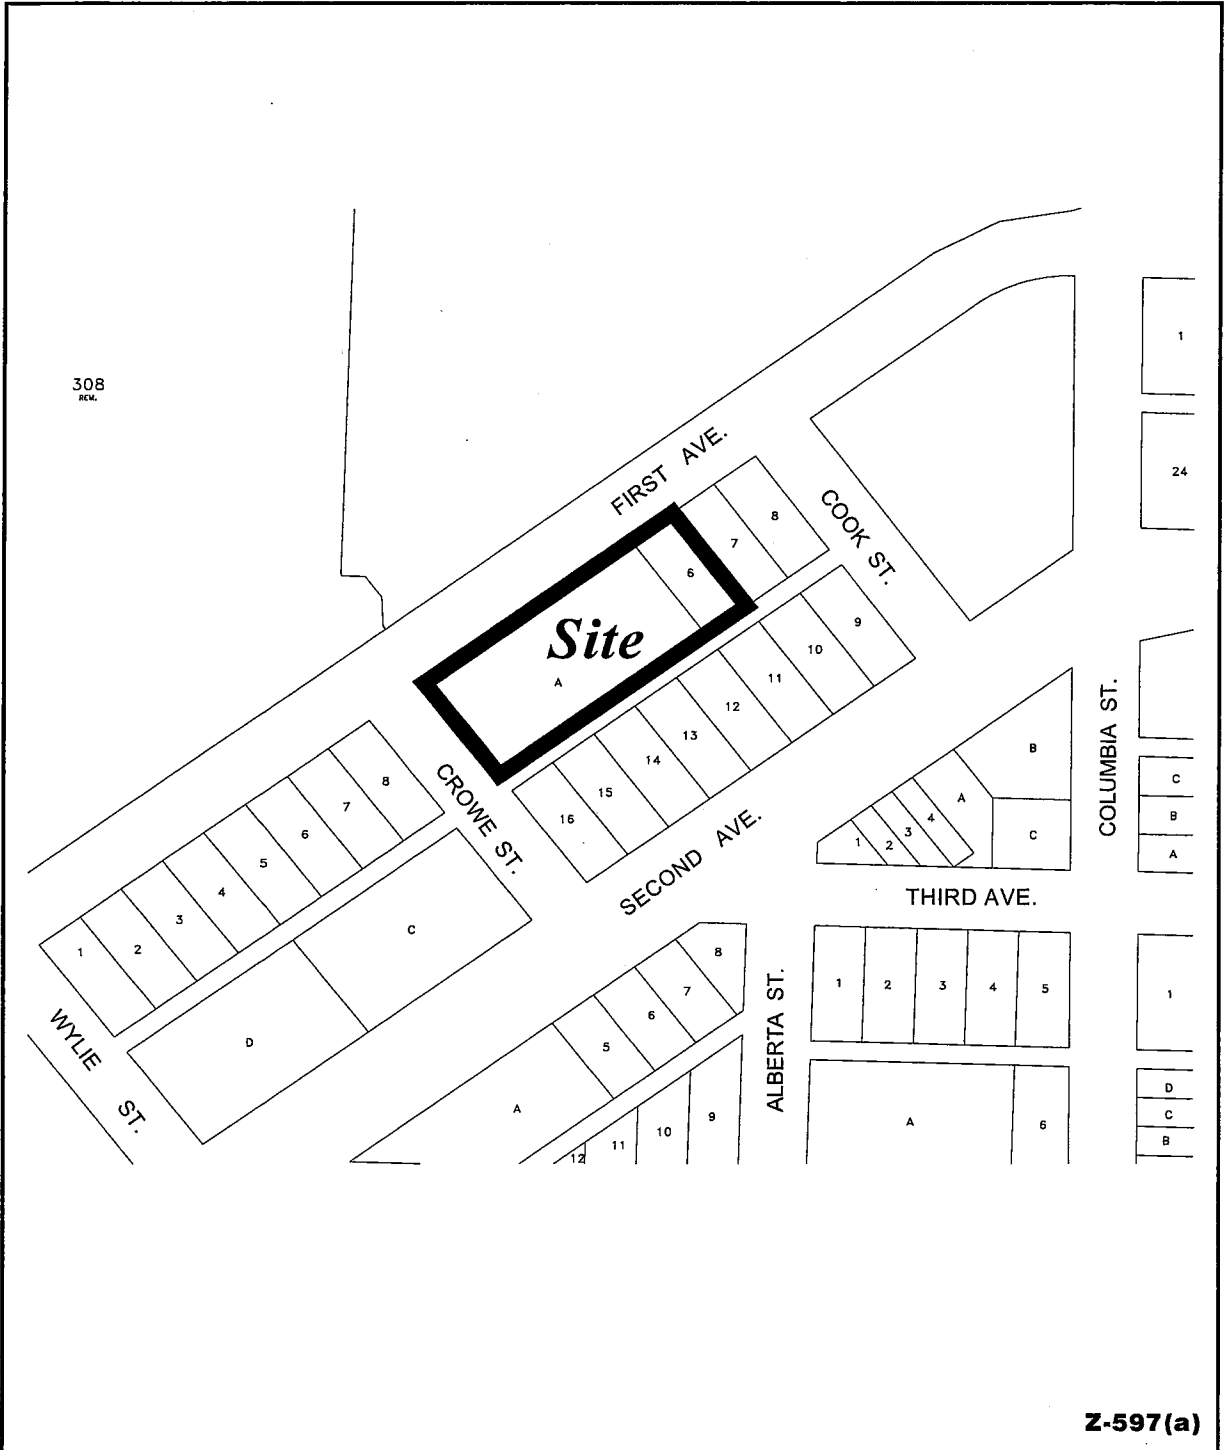 1
308
REM.
24
FIRST AVE.
COOK ST.
8
7
6
Site
A
9
10
11
12
13
14
15
16
CROWE ST.
SECOND AVE.
COLUMBIA ST.
B
A
4
3
2
1
C
C
B
A
THIRD AVE.
8
7
6
5
4
3
2
1
C
D
WYLIE ST.
8
7
6
5
A
9
10
11
12
ALBERTA ST.
1
2
3
4
5
1
A
6
D
C
B
Z-597(a)